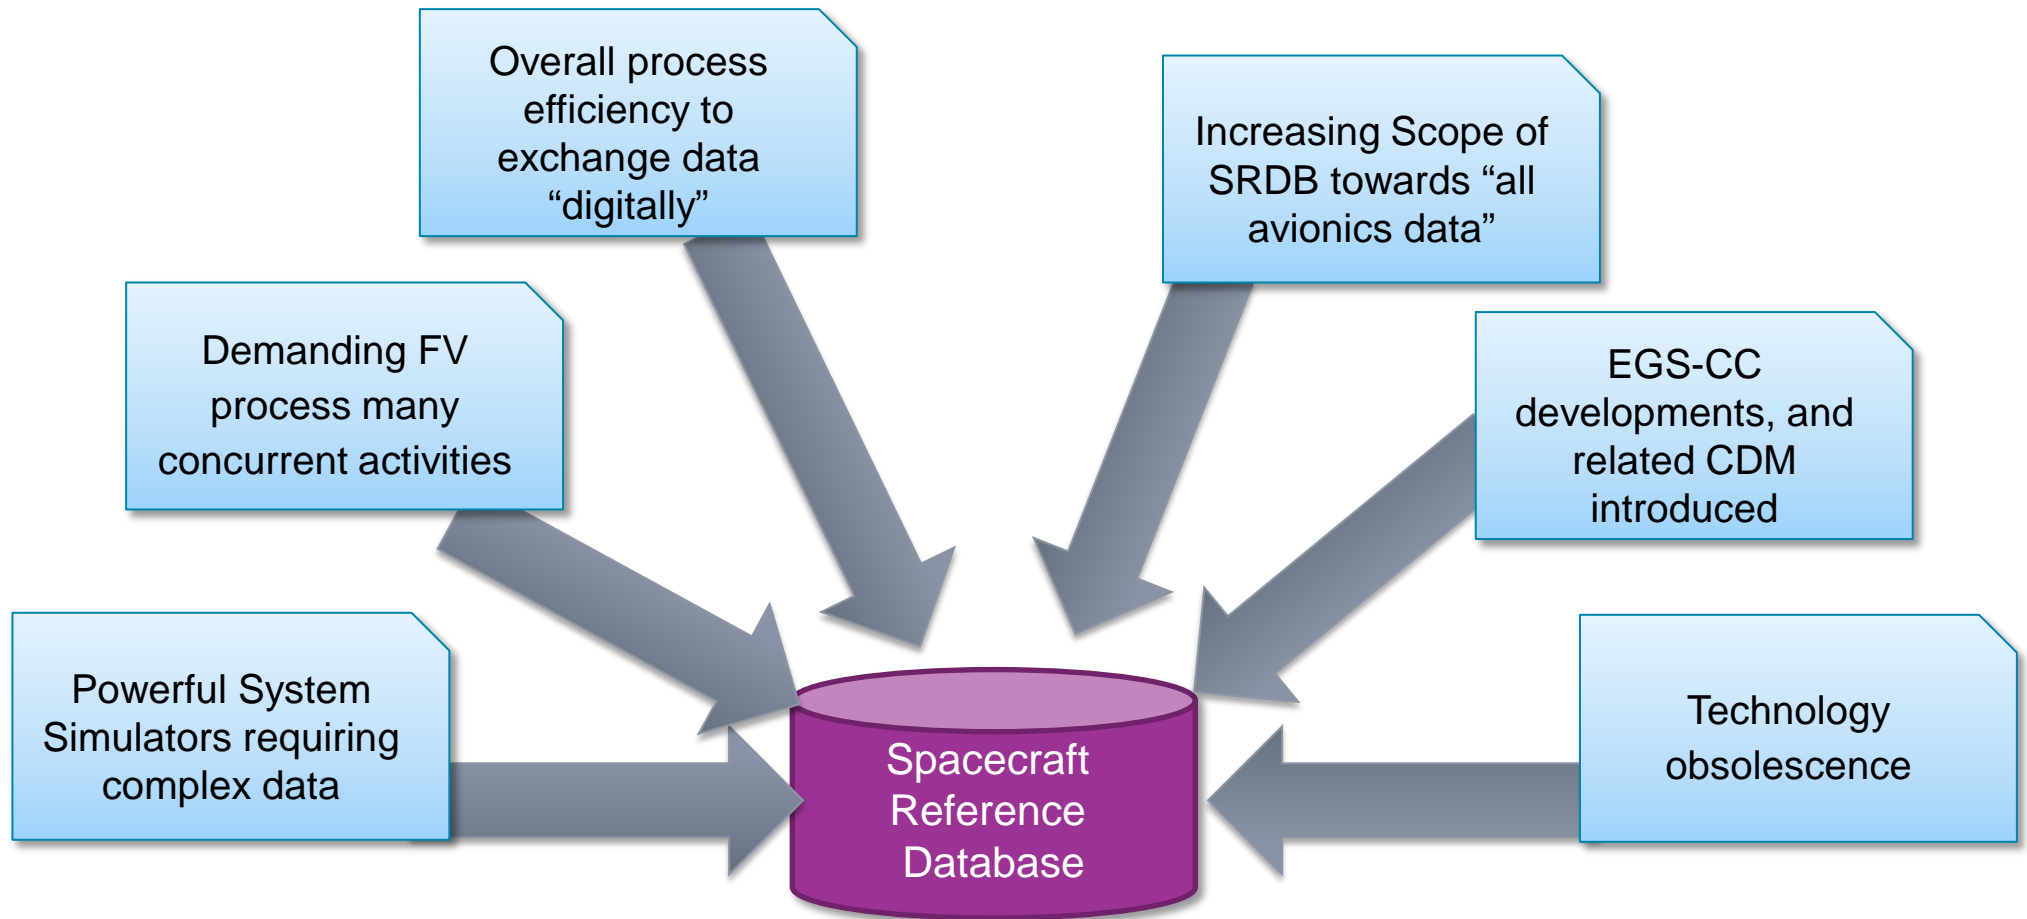 Overall process
efficiency to
exchange data
“digitally”
Increasing Scope of
SRDB towards “all
avionics data”
Demanding FV
process many
concurrent activities
EGS-CC
developments, and
related CDM
introduced
Powerful System
Simulators requiring
complex data
Technology
obsolescence
Spacecraft
Reference
Database